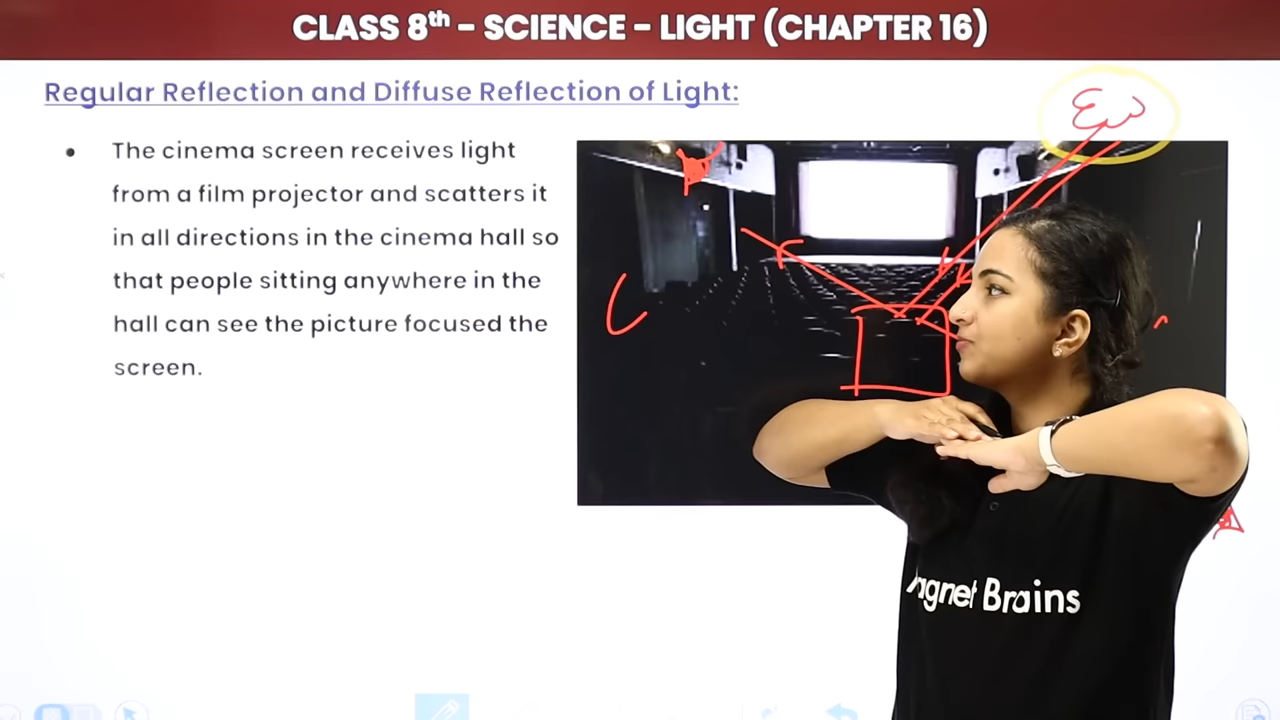 CLASS 8th – SCIENCE – LIGHT (CHAPTER 16)
Regular Reflection and Diffuse Reflection of Light:
• The cinema screen receives light
from a film projector and scatters it
in all directions in the cinema hall so
that people sitting anywhere in the
hall can see the picture focused the
screen.
agnet Brains